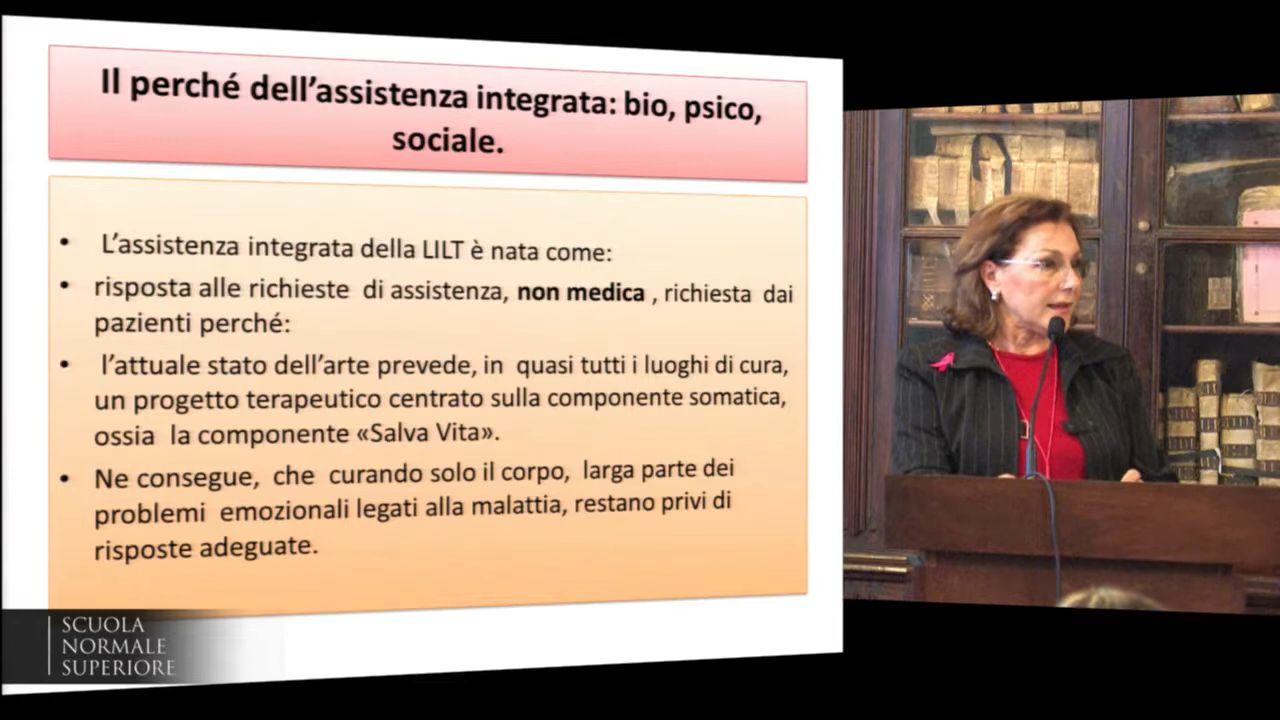 Il perché dell'assistenza integrata: bio, psico,
sociale.
• L'assistenza integrata della LILT è nata come:
• risposta alle richieste di assistenza, non medica , richiesta dai
pazienti perché:
• l'attuale stato dell'arte prevede, in quasi tutti i luoghi di cura,
un progetto terapeutico centrato sulla componente somatica,
ossia la componente «Salva Vita».
• Ne consegue, che curando solo il corpo, larga parte dei
problemi emozionali legati alla malattia, restano privi di
risposte adeguate.
SCUOLA
NORMALE
SUPERIORE